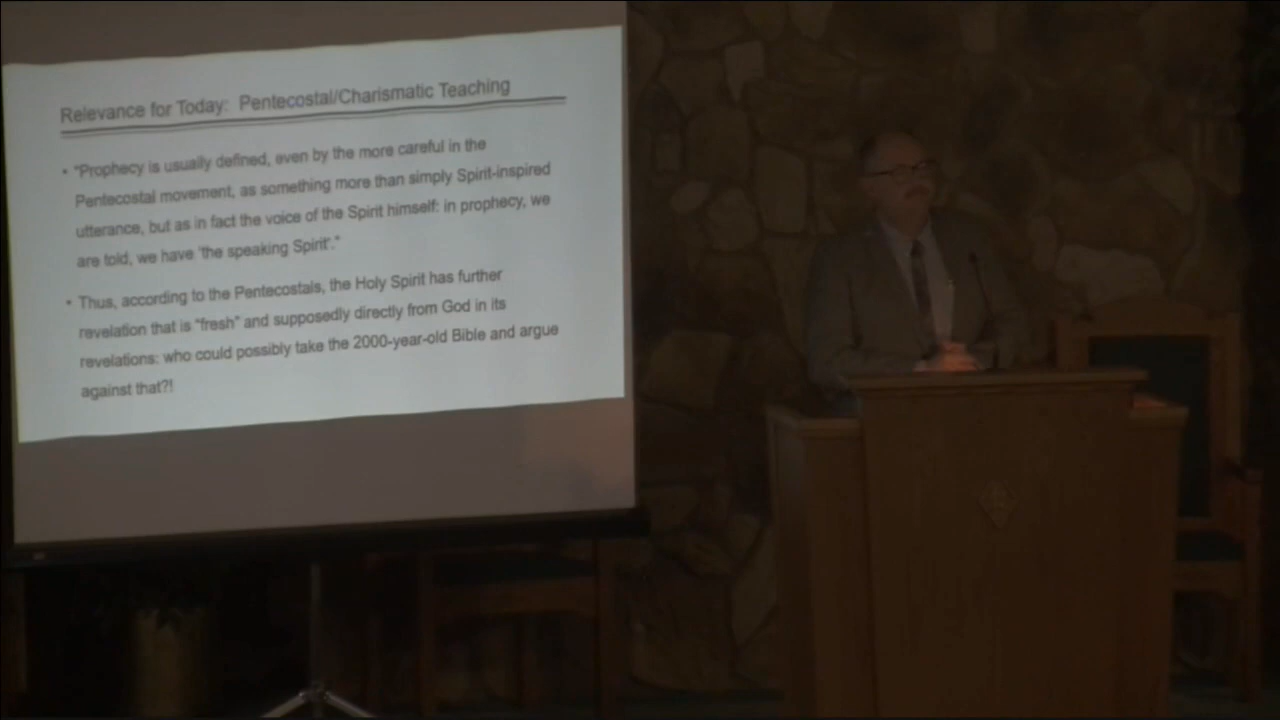 Relevance for Today: Pentecostal/Charismatic Teaching
• "Prophecy is usually defined, even by the more careful in the
Pentecostal movement, as something more than simply Spirit-inspired
utterance, but as in fact the voice of the Spirit himself: in prophecy, we
are told, we have 'the speaking Spirit'."
• Thus, according to the Pentecostals, the Holy Spirit has further
revelation that is "fresh" and supposedly directly from God in its
revelations: who could possibly take the 2000-year-old Bible and argue
against that?!